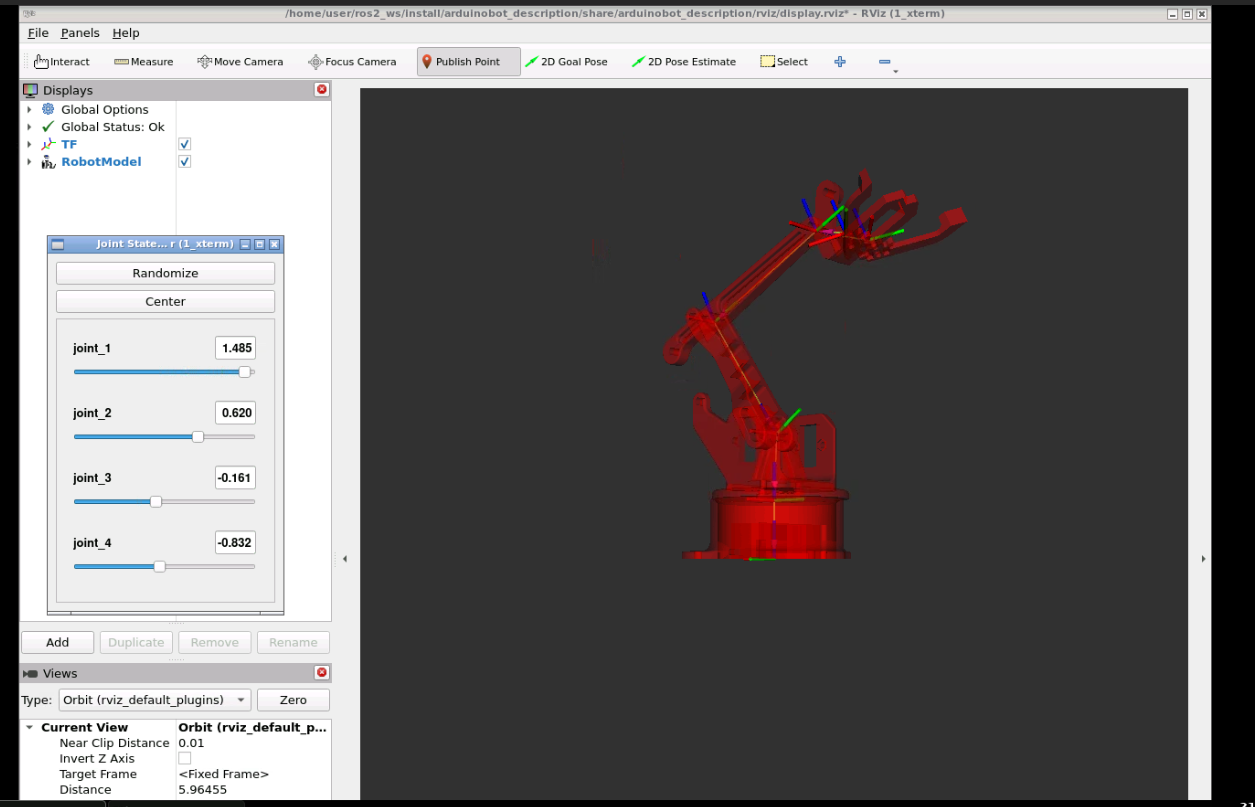 /home/user/ros2_ws/install/arduinobot_description/share/arduinobot_description/rviz/display.rviz* - RViz (1_xterm)
File Panels Help
Interact Measure Move Camera Focus Camera Publish Point 2D Goal Pose 2D Pose Estimate Select
Displays
Global Options
Global Status: Ok
TF
RobotModel
Joint State... r (1_xterm)
Randomize
Center
joint_1 1.485
joint_2 0.620
joint_3 -0.161
joint_4 -0.832
Add Duplicate Remove Rename
Views
Type: Orbit (rviz_default_plugins) Zero
Current View Orbit (rviz_default_p...
Near Clip Distance 0.01
Invert Z Axis
Target Frame <Fixed Frame>
Distance 5.96455